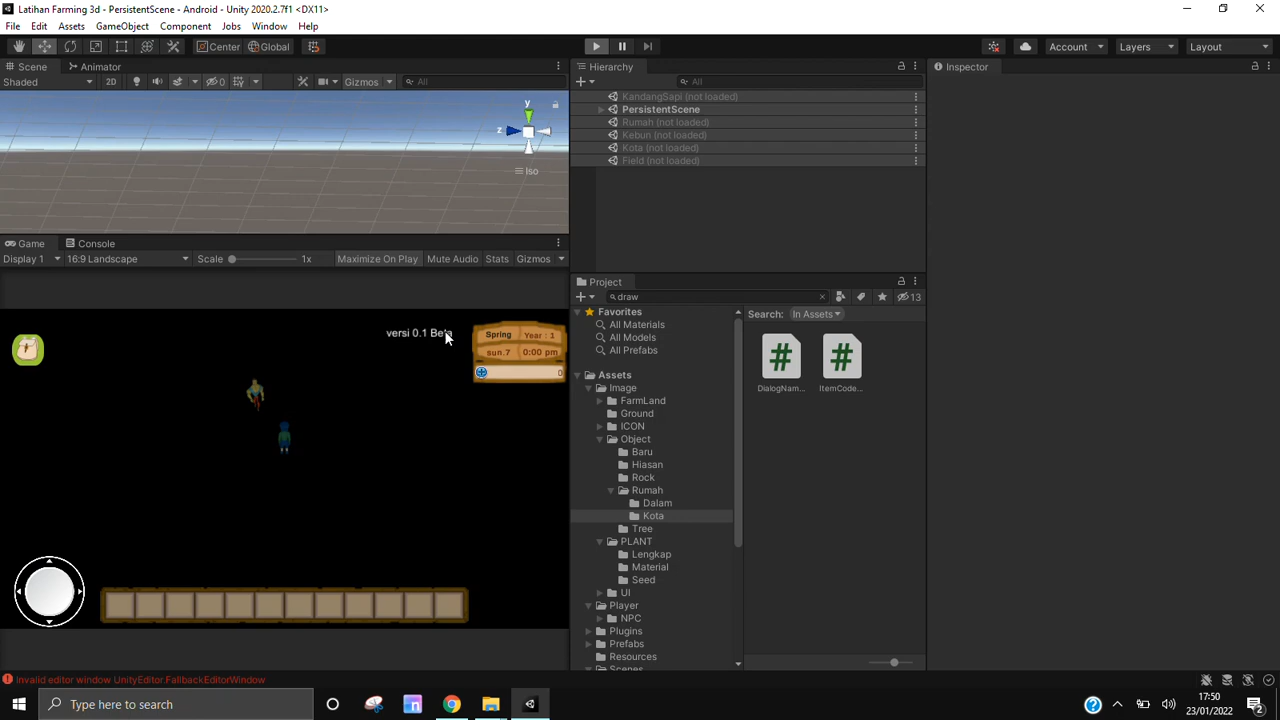 Latihan Farming 3d - PersistentScene - Android - Unity 2020.2.7f1 <DX11>
File Edit Assets GameObject Component Jobs Window Help
Center Global Account Layers Layout
Scene Animator Hierarchy Inspector
Shaded 2D 0 Gizmos All All
KandangSapi (not loaded)
PersistentScene
Rumah (not loaded)
Kebun (not loaded)
Kota (not loaded)
Field (not loaded)
y
z
Iso
Game Console
Display 1 16:9 Landscape Scale 1x Maximize On Play Mute Audio Stats Gizmos
versi 0.1 Beta
Spring Year : 1
sun.7 0:00 pm
0
Project
draw 13
Favorites
All Materials
All Models
All Prefabs
Assets
Image
FarmLand
Ground
ICON
Object
Baru
Hiasan
Rock
Rumah
Dalam
Kota
Tree
PLANT
Lengkap
Material
Seed
UI
Player
NPC
Plugins
Prefabs
Resources
Scenes
Search: In Assets
DialogNam... ItemCode...
Invalid editor window UnityEditor.FallbackEditorWindow
Type here to search
17:50
23/01/2022
2